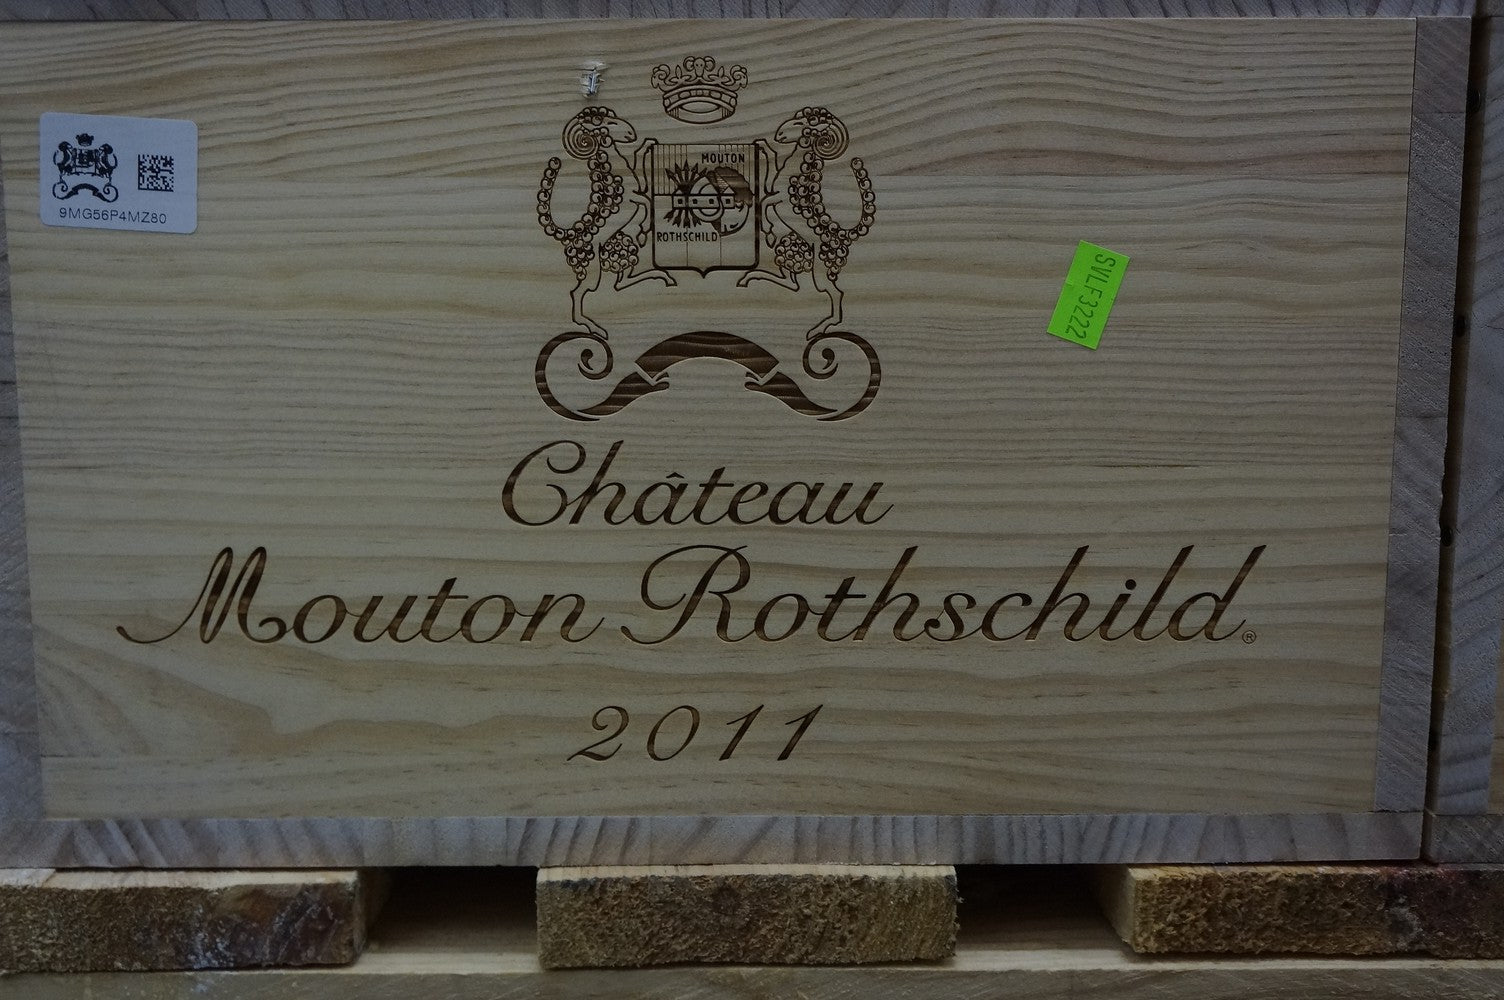 MOUTON
ROTHSCHILD
9MG56P4MZ80
SVLF3222
Château
Mouton Rothschild®
2011